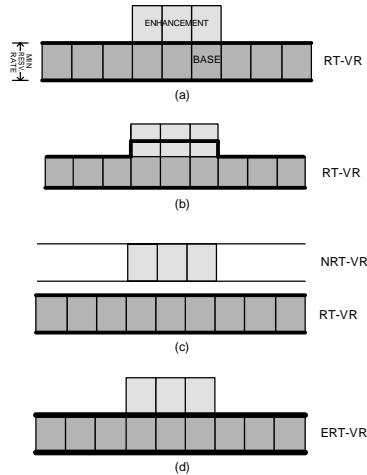 ENHANCEMENT
MIN
RESV
RATE
BASE
RT-VR
(a)
RT-VR
(b)
NRT-VR
RT-VR
(c)
ERT-VR
(d)